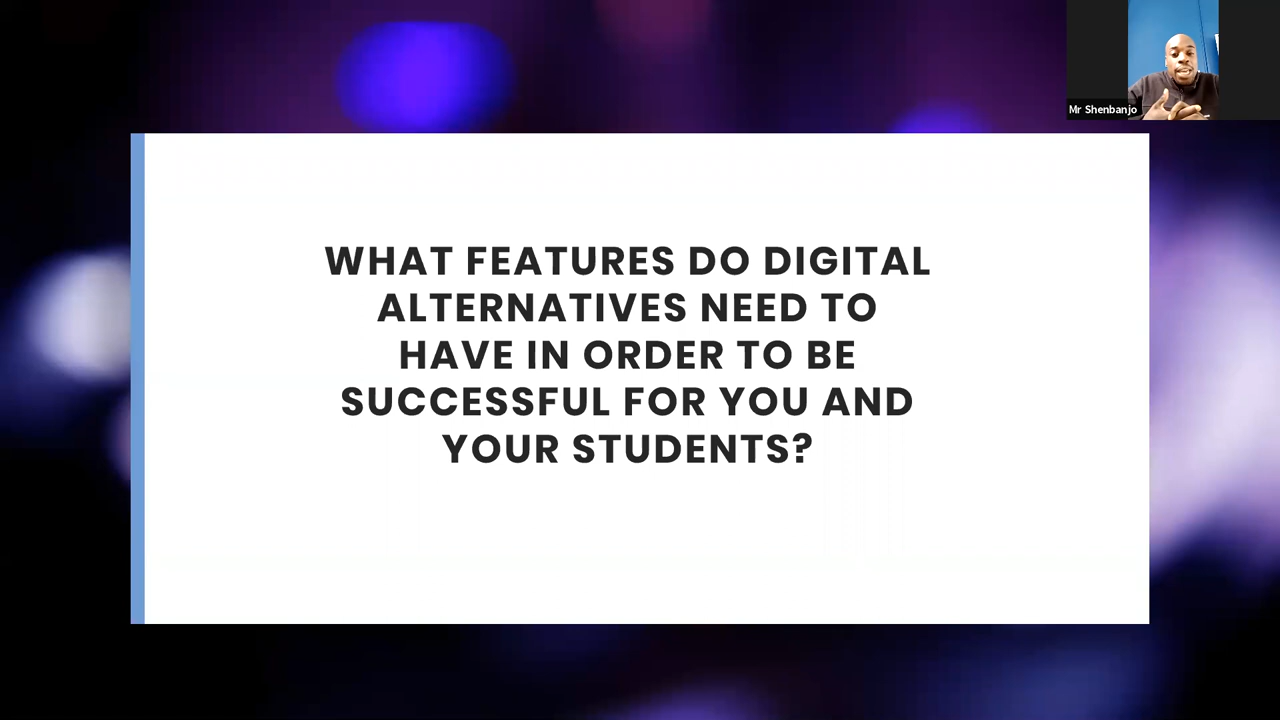 Mr Shenbanjo
WHAT FEATURES DO DIGITAL
ALTERNATIVES NEED TO
HAVE IN ORDER TO BE
SUCCESSFUL FOR YOU AND
YOUR STUDENTS?